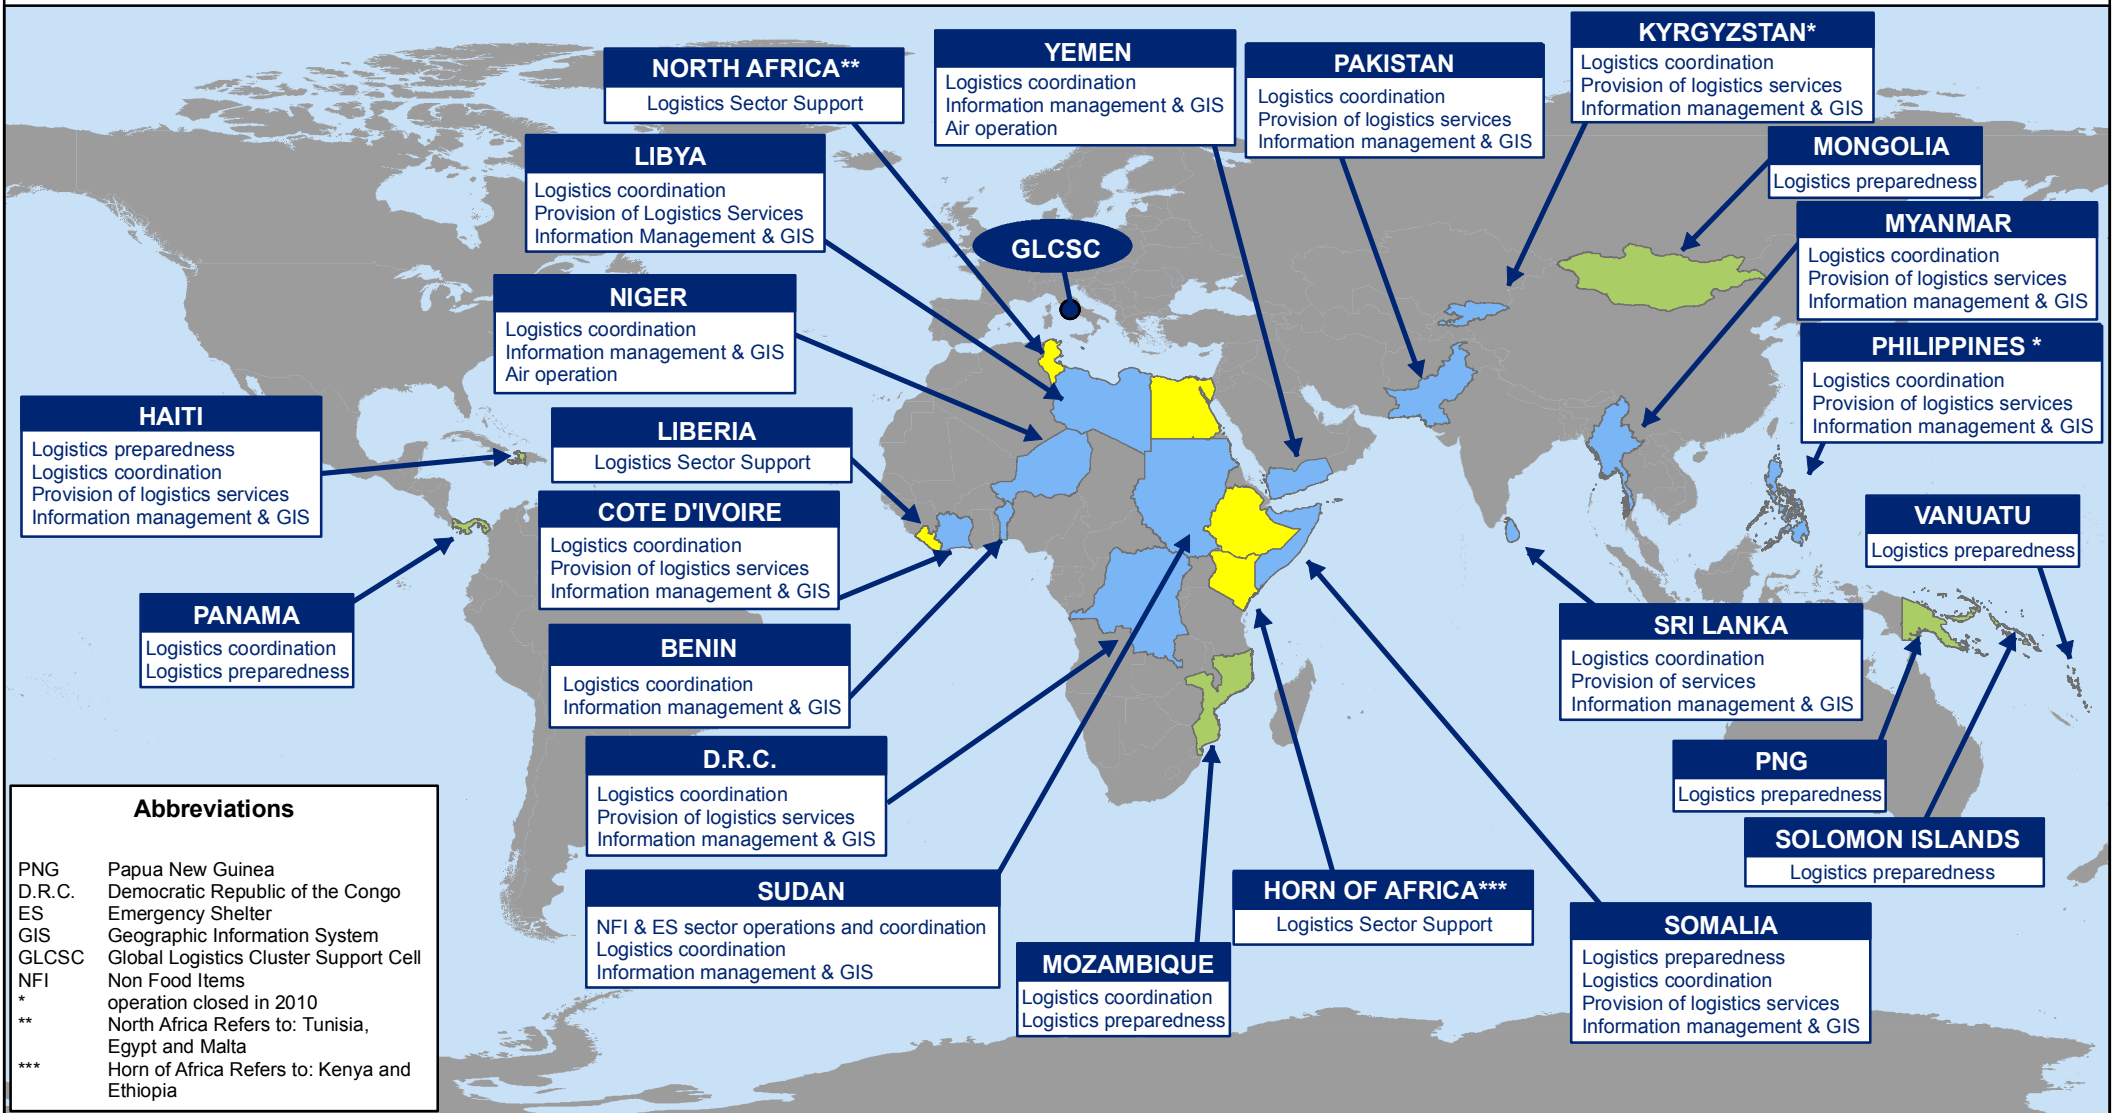 NORTH AFRICA**
Logistics Sector Support
YEMEN
Logistics coordination
Information management & GIS
Air operation
PAKISTAN
Logistics coordination
Provision of logistics services
Information management & GIS
KYRGYZSTAN*
Logistics coordination
Provision of logistics services
Information management & GIS
MONGOLIA
Logistics preparedness
LIBYA
Logistics coordination
Provision of Logistics Services
Information Management & GIS
GLCSC
MYANMAR
Logistics coordination
Provision of logistics services
Information management & GIS
NIGER
Logistics coordination
Information management & GIS
Air operation
PHILIPPINES *
Logistics coordination
Provision of logistics services
Information management & GIS
HAITI
Logistics preparedness
Logistics coordination
Provision of logistics services
Information management & GIS
LIBERIA
Logistics Sector Support
COTE D'IVOIRE
Logistics coordination
Provision of logistics services
Information management & GIS
VANUATU
Logistics preparedness
PANAMA
Logistics coordination
Logistics preparedness
BENIN
Logistics coordination
Information management & GIS
SRI LANKA
Logistics coordination
Provision of services
Information management & GIS
D.R.C.
Logistics coordination
Provision of logistics services
Information management & GIS
PNG
Logistics preparedness
SOLOMON ISLANDS
Logistics preparedness
SUDAN
NFI & ES sector operations and coordination
Logistics coordination
Information management & GIS
HORN OF AFRICA***
Logistics Sector Support
MOZAMBIQUE
Logistics coordination
Logistics preparedness
SOMALIA
Logistics preparedness
Logistics coordination
Provision of logistics services
Information management & GIS
Abbreviations
PNG Papua New Guinea
D.R.C. Democratic Republic of the Congo
ES Emergency Shelter
GIS Geographic Information System
GLCSC Global Logistics Cluster Support Cell
NFI Non Food Items
* operation closed in 2010
** North Africa Refers to: Tunisia,
Egypt and Malta
*** Horn of Africa Refers to: Kenya and
Ethiopia